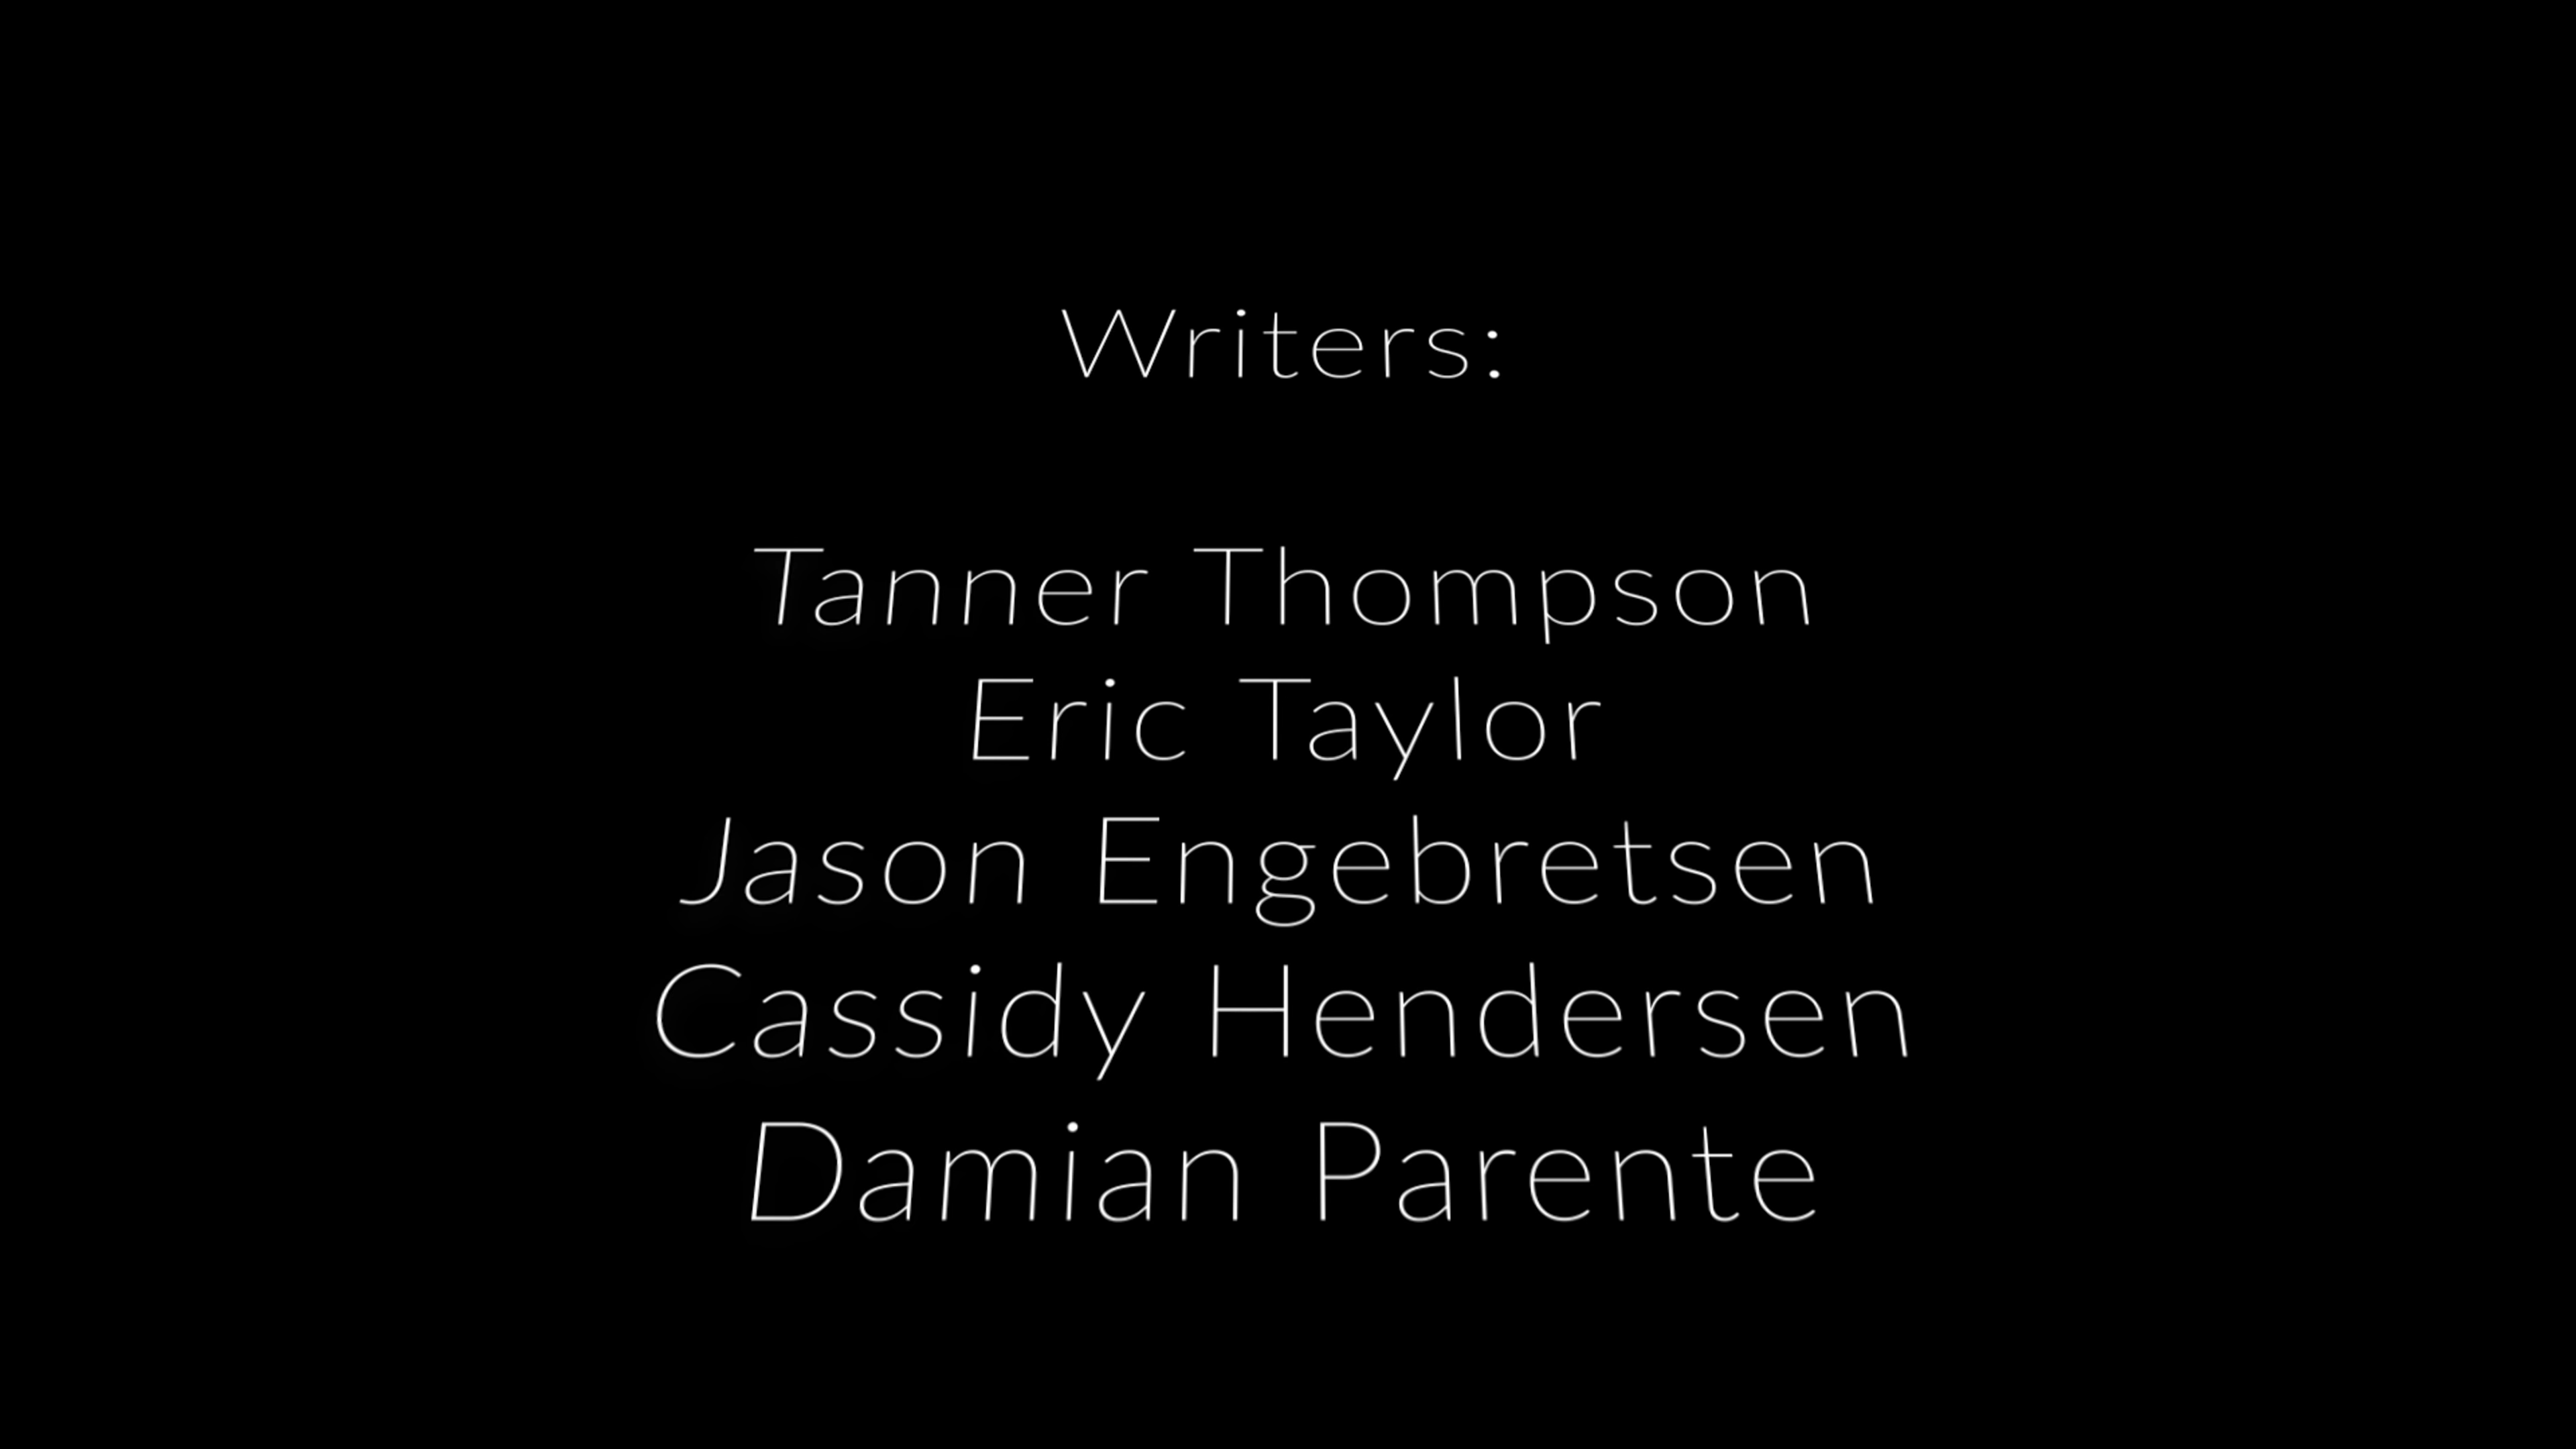 Writers:
Tanner Thompson
Eric Taylor
Jason Engebretsen
Cassidy Hendersen
Damian Parente